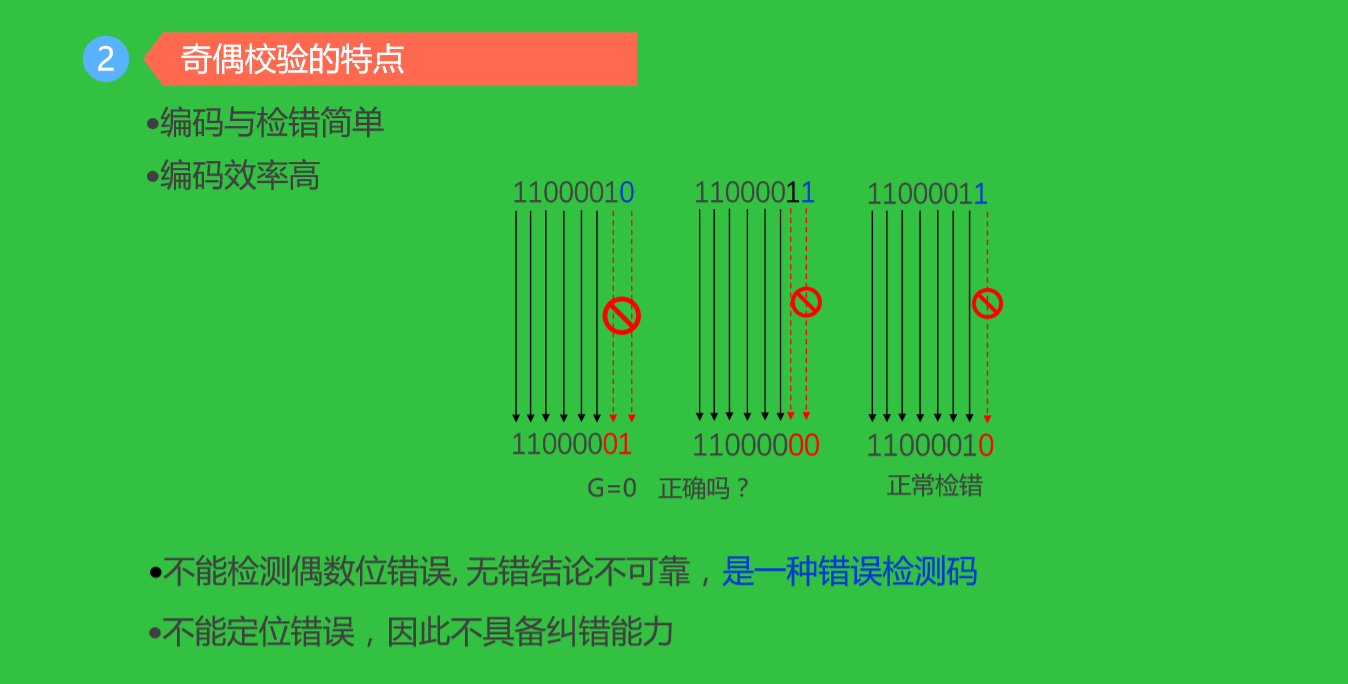 2
奇偶校验的特点
•编码与检错简单
•编码效率高
11000010 11000011 11000011
11000001 11000000 11000010
G=0 正确吗？ 正常检错
•不能检测偶数位错误, 无错结论不可靠，是一种错误检测码
•不能定位错误，因此不具备纠错能力